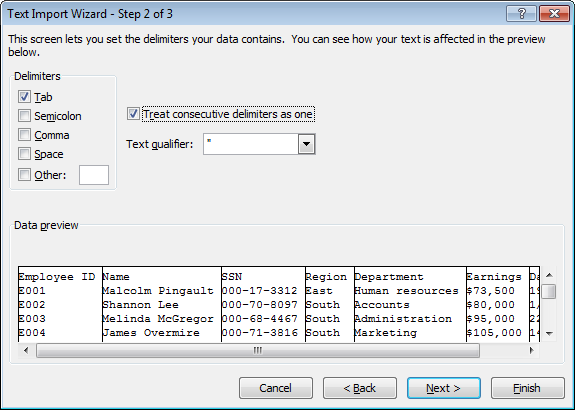 Text Import Wizard - Step 2 of 3
This screen lets you set the delimiters your data contains. You can see how your text is affected in the preview
below.
Delimiters
Tab
Semicolon
Comma
Space
Other:
Treat consecutive delimiters as one
Text qualifier: "
Data preview
Employee ID Name SSN Region Department Earnings Da
E001 Malcolm Pingault 000-17-3312 East Human resources $73,500 19
E002 Shannon Lee 000-70-8097 South Accounts $80,000 1/
E003 Melinda McGregor 000-68-4467 South Administration $95,000 22
E004 James Overmire 000-71-3816 South Marketing $105,000 14
Cancel < Back Next > Finish